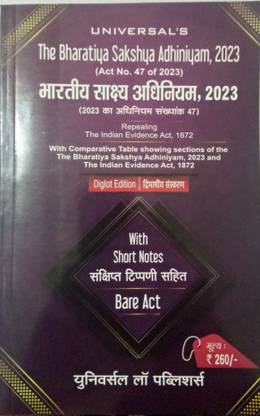 UNIVERSAL'S
The Bharatiya Sakshya Adhiniyam, 2023
(Act No. 47 of 2023)
भारतीय साक्ष्य अधिनियम, 2023
(2023 का अधिनियम संख्यांक 47)
Repealing
The Indian Evidence Act, 1872
With Comparative Table showing sections of the
The Bharatiya Sakshya Adhiniyam, 2023 and
The Indian Evidence Act, 1872
Diglot Edition | द्विभाषीय संस्करण
With
Short Notes
संक्षिप्त टिप्पणी सहित
Bare Act
मूल्य :
₹ 260/-
युनिवर्सल लॉ पब्लिशर्स